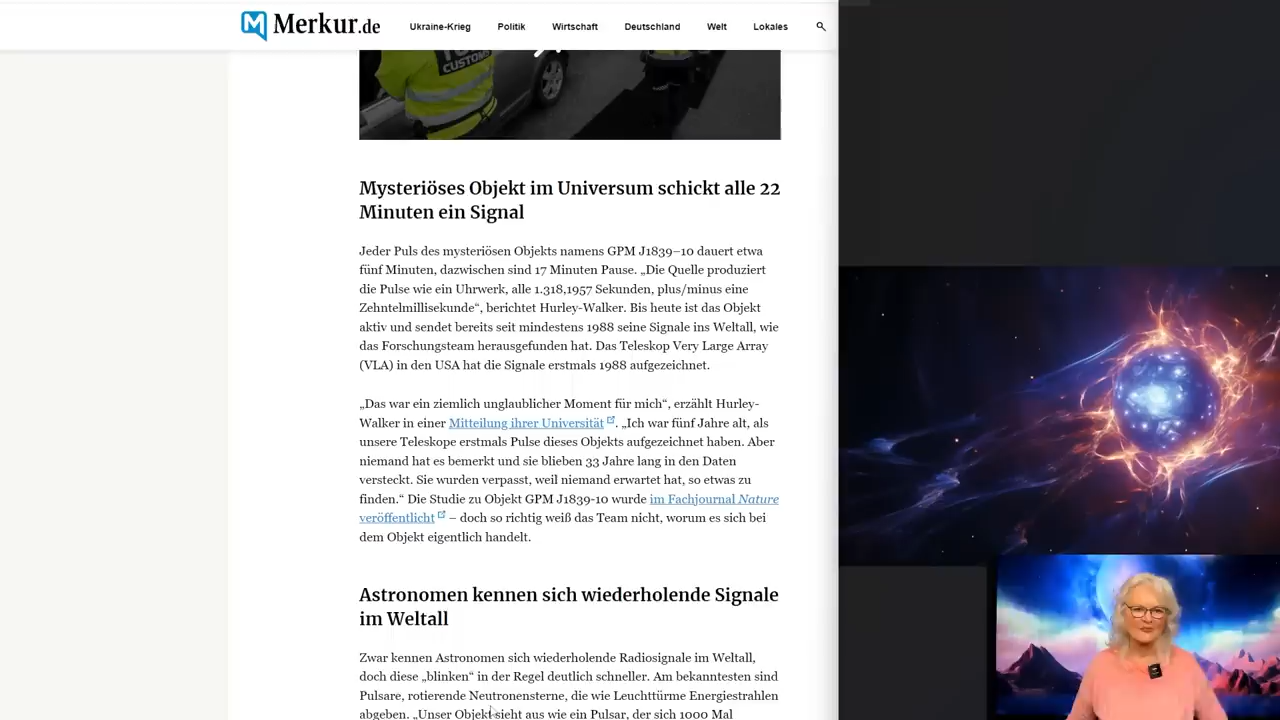 Merkur.de
Ukraine-Krieg Politik Wirtschaft Deutschland Welt Lokales
CUSTOMS
Mysteriöses Objekt im Universum schickt alle 22
Minuten ein Signal
Jeder Puls des mysteriösen Objekts namens GPM J1839–10 dauert etwa
fünf Minuten, dazwischen sind 17 Minuten Pause. „Die Quelle produziert
die Pulse wie ein Uhrwerk, alle 1.318,1957 Sekunden, plus/minus eine
Zehntelmillisekunde“, berichtet Hurley-Walker. Bis heute ist das Objekt
aktiv und sendet bereits seit mindestens 1988 seine Signale ins Weltall, wie
das Forschungsteam herausgefunden hat. Das Teleskop Very Large Array
(VLA) in den USA hat die Signale erstmals 1988 aufgezeichnet.
„Das war ein ziemlich unglaublicher Moment für mich“, erzählt Hurley-
Walker in einer Mitteilung ihrer Universität. „Ich war fünf Jahre alt, als
unsere Teleskope erstmals Pulse dieses Objekts aufgezeichnet haben. Aber
niemand hat es bemerkt und sie blieben 33 Jahre lang in den Daten
versteckt. Sie wurden verpasst, weil niemand erwartet hat, so etwas zu
finden.“ Die Studie zu Objekt GPM J1839-10 wurde im Fachjournal Nature
veröffentlicht – doch so richtig weiß das Team nicht, worum es sich bei
dem Objekt eigentlich handelt.
Astronomen kennen sich wiederholende Signale
im Weltall
Zwar kennen Astronomen sich wiederholende Radiosignale im Weltall,
doch diese „blinken“ in der Regel deutlich schneller. Am bekanntesten sind
Pulsare, rotierende Neutronensterne, die wie Leuchttürme Energiestrahlen
abgeben. „Unser Objekt sieht aus wie ein Pulsar, der sich 1000 Mal